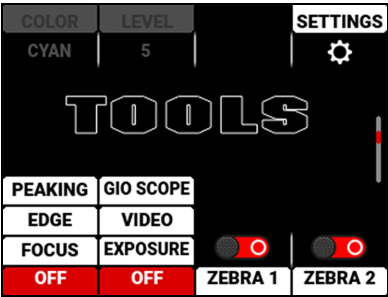 COLOR LEVEL SETTINGS
CYAN 5
TOOLS
PEAKING GIO SCOPE
EDGE VIDEO
FOCUS EXPOSURE
OFF OFF ZEBRA 1 ZEBRA 2